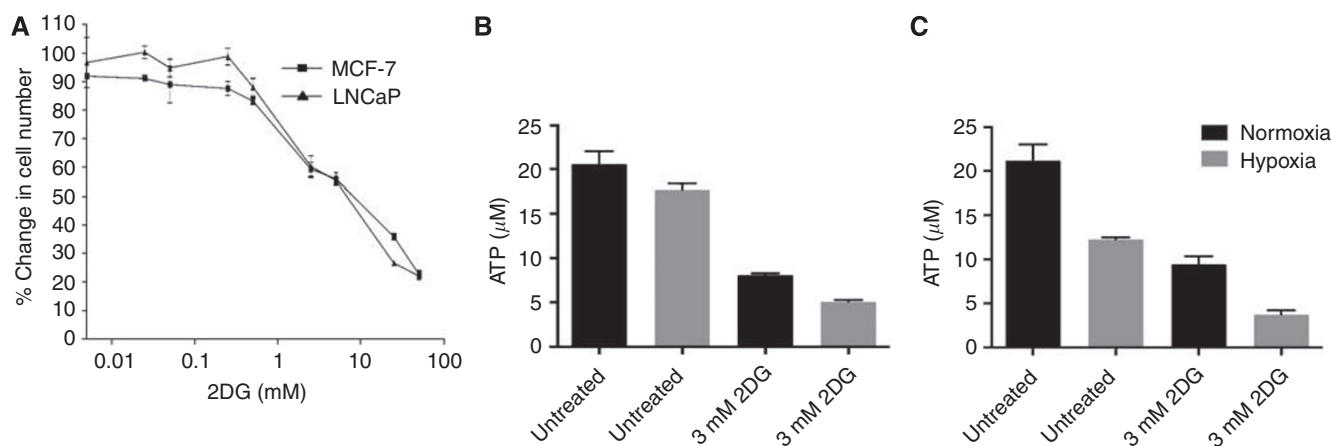 A
110
100
90
80
70
60
50
40
30
20
10
0
% Change in cell number
0.01 0.1 1 10 100
2DG (mM)
MCF-7
LNCaP
B
25
20
15
10
5
0
ATP (μM)
Untreated Untreated 3 mM 2DG 3 mM 2DG
C
25
20
15
10
5
0
ATP (μM)
Untreated Untreated 3 mM 2DG 3 mM 2DG
Normoxia
Hypoxia